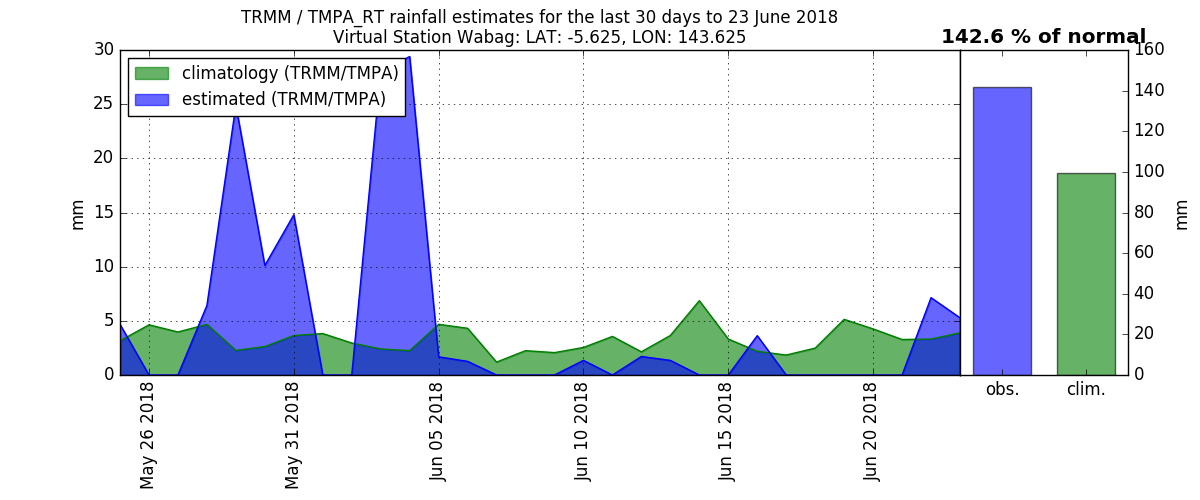 TRMM / TMPA_RT rainfall estimates for the last 30 days to 23 June 2018
Virtual Station Wabag: LAT: -5.625, LON: 143.625
142.6 % of normal
climatology (TRMM/TMPA)
estimated (TRMM/TMPA)
30
25
20
15
10
5
0
mm
May 26 2018
May 31 2018
Jun 05 2018
Jun 10 2018
Jun 15 2018
Jun 20 2018
160
140
120
100
80
60
40
20
0
mm
obs.
clim.